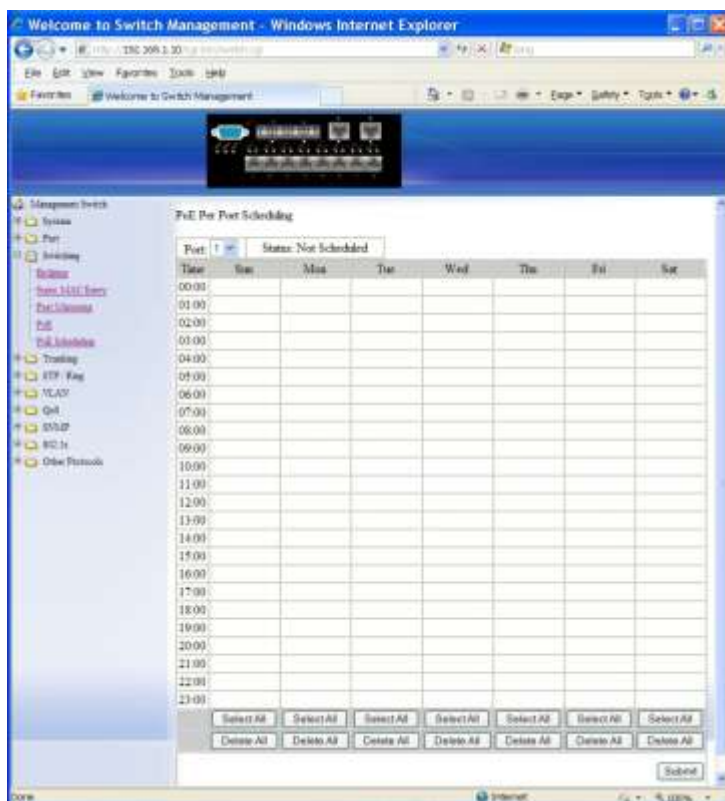 Welcome to Switch Management - Windows Internet Explorer
File Edit View Favorites Tools Help
Favorites Welcome to Switch Management
Page Safety Tools
Management Switch
System
Port
Switching
Bridging
Static MAC Entry
Port Mirroring
PoE
PoE Scheduling
Trunking
STP / Ring
VLAN
QoS
SNMP
802.1x
Other Protocols
PoE Per Port Scheduling
Port: 1 Status: Not Scheduled
Time Sun Mon Tue Wed Thu Fri Sat
00:00
01:00
02:00
03:00
04:00
05:00
06:00
07:00
08:00
09:00
10:00
11:00
12:00
13:00
14:00
15:00
16:00
17:00
18:00
19:00
20:00
21:00
22:00
23:00
Select All Select All Select All Select All Select All Select All Select All
Delete All Delete All Delete All Delete All Delete All Delete All Delete All
Submit
Done Internet 100%